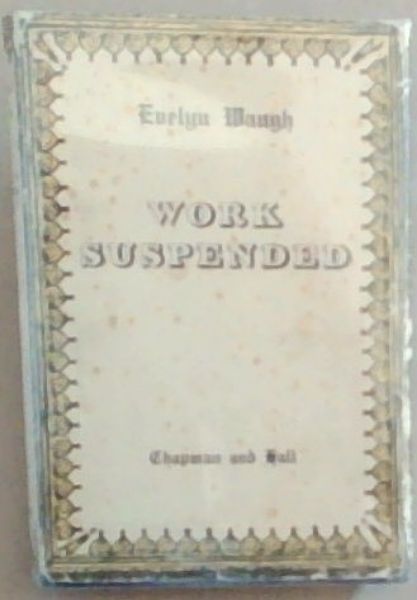 Evelyn Waugh
WORK
SUSPENDED
Chapman and Hall